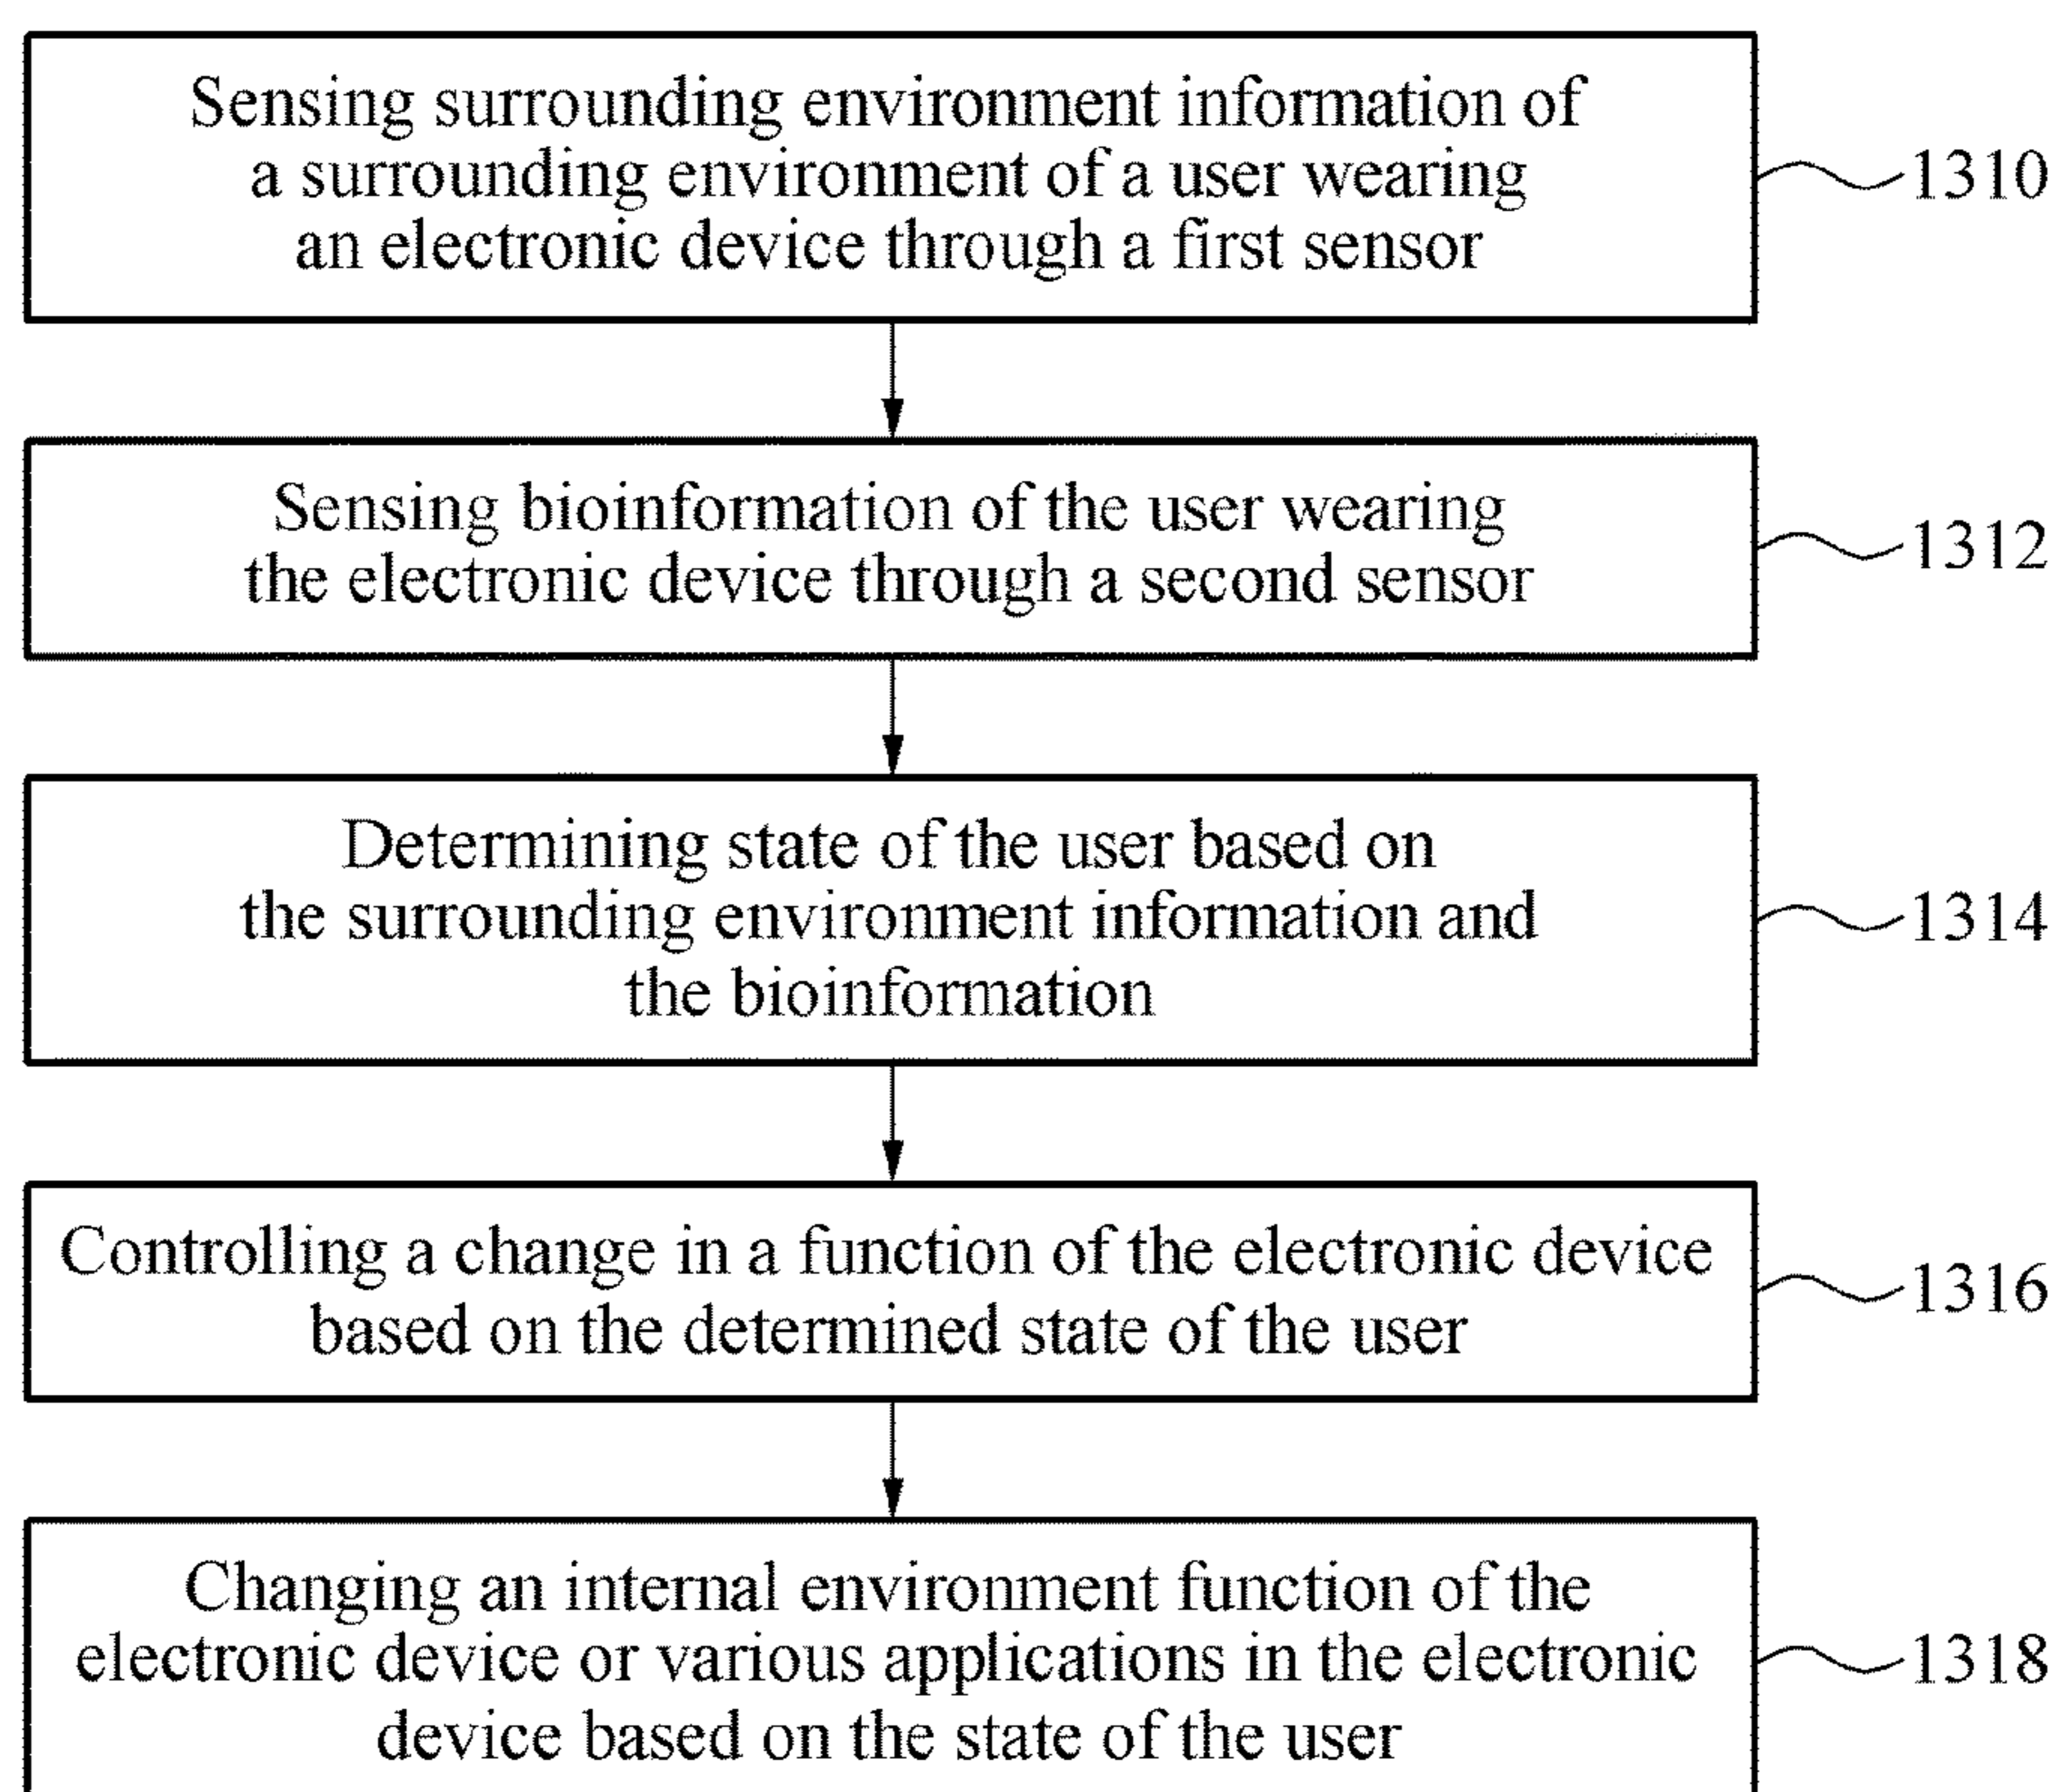 Sensing surrounding environment information of
a surrounding environment of a user wearing
an electronic device through a first sensor
1310
Sensing bioinformation of the user wearing
the electronic device through a second sensor
1312
Determining state of the user based on
the surrounding environment information and
the bioinformation
1314
Controlling a change in a function of the electronic device
based on the determined state of the user
1316
Changing an internal environment function of the
electronic device or various applications in the electronic
device based on the state of the user
1318